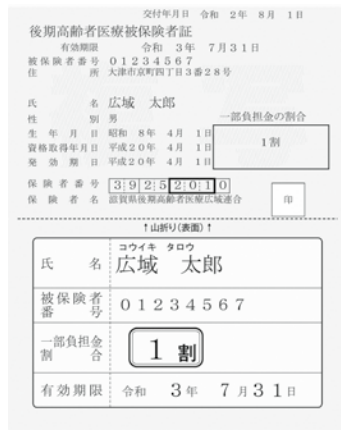 交付年月日 令和 2年 8月 1日
後期高齢者医療被保険者証
有効期限 令和 3年 7月31日
被保険者番号 01234567
住所 大津市京町四丁目3番28号
氏名 広域 太郎
性別 男
一部負担金の割合
生年月日 昭和 8年 4月 1日
1割
資格取得年月日 平成20年 4月 1日
発効期日 平成20年 4月 1日
保険者番号 39252010
保険者名 滋賀県後期高齢者医療広域連合
印
↑山折り(表面)↑
コウイキ タロウ
氏名 広域 太郎
被保険者番号 01234567
一部負担金割合 1割
有効期限 令和 3年 7月31日